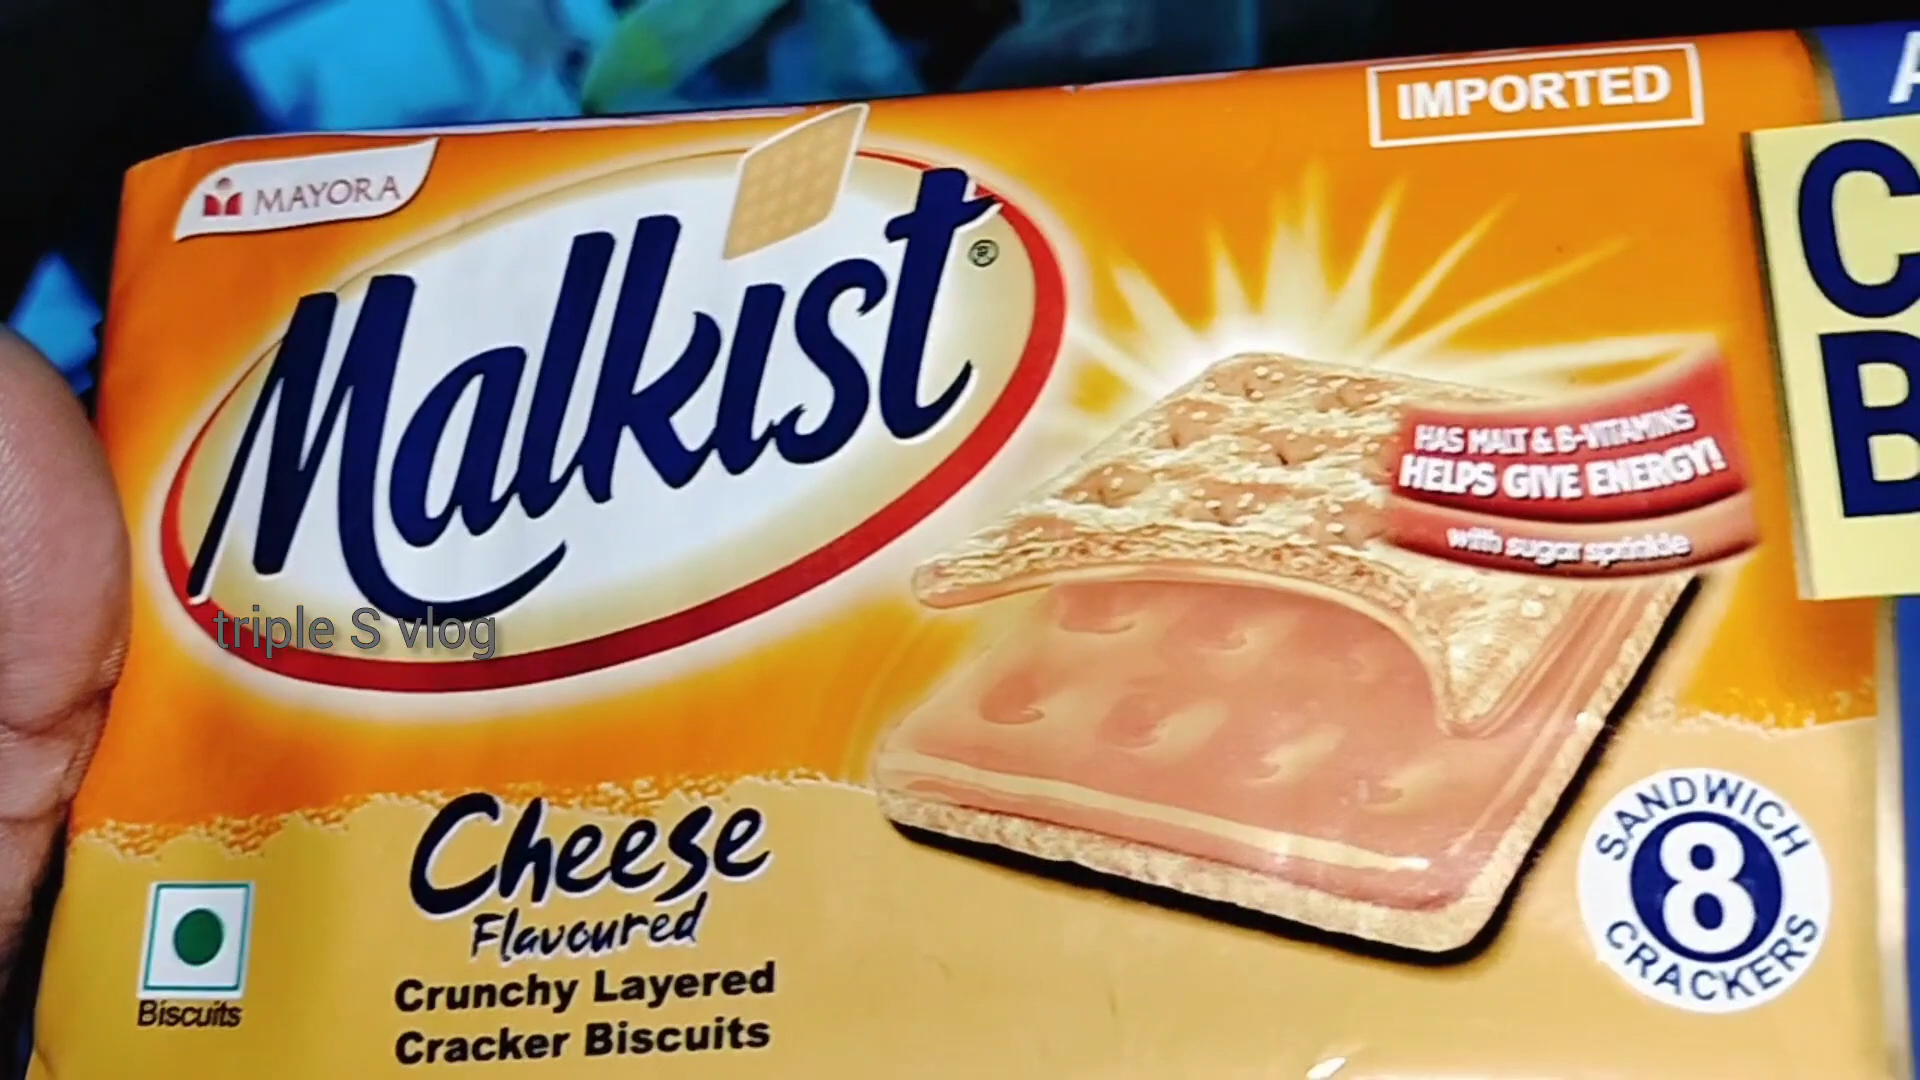 IMPORTED
MAYORA
Malkist®
HAS MALT & B-VITAMINS
HELPS GIVE ENERGY!
with sugar sprinkle
triple S vlog
Cheese
Flavoured
Crunchy Layered
Cracker Biscuits
Biscuits
SANDWICH
8
CRACKERS